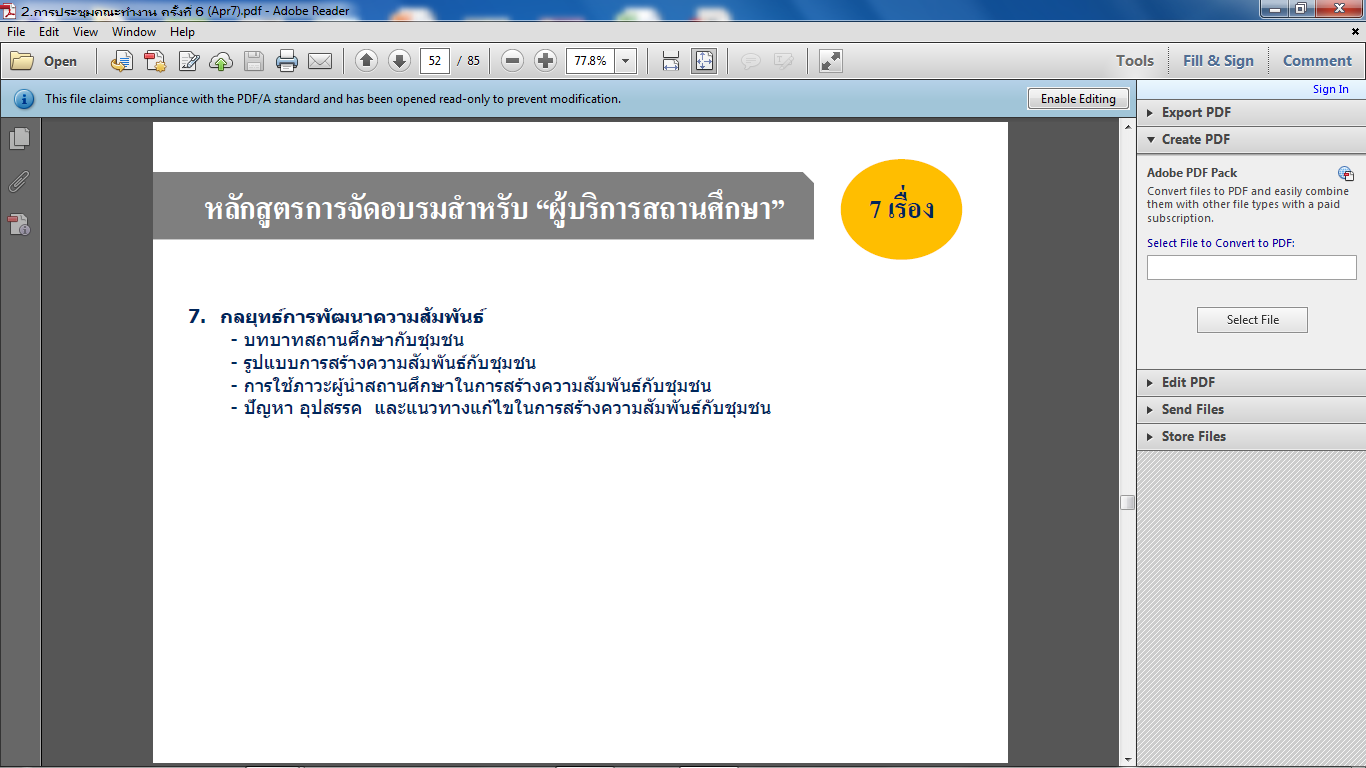 2.การประชุมคณะทำงาน ครั้งที่ 6 (Apr7).pdf - Adobe Reader
File Edit View Window Help
Open 52 / 85 77.8% Tools Fill & Sign Comment
This file claims compliance with the PDF/A standard and has been opened read-only to prevent modification. Enable Editing
Sign In
Export PDF
Create PDF
Adobe PDF Pack
Convert files to PDF and easily combine
them with other file types with a paid
subscription.
Select File to Convert to PDF:
Select File
Edit PDF
Send Files
Store Files
หลักสูตรการจัดอบรมสำหรับ “ผู้บริการสถานศึกษา”
7 เรื่อง
7. กลยุทธ์การพัฒนาความสัมพันธ์
- บทบาทสถานศึกษากับชุมชน
- รูปแบบการสร้างความสัมพันธ์กับชุมชน
- การใช้ภาวะผู้นำสถานศึกษาในการสร้างความสัมพันธ์กับชุมชน
- ปัญหา อุปสรรค และแนวทางแก้ไขในการสร้างความสัมพันธ์กับชุมชน